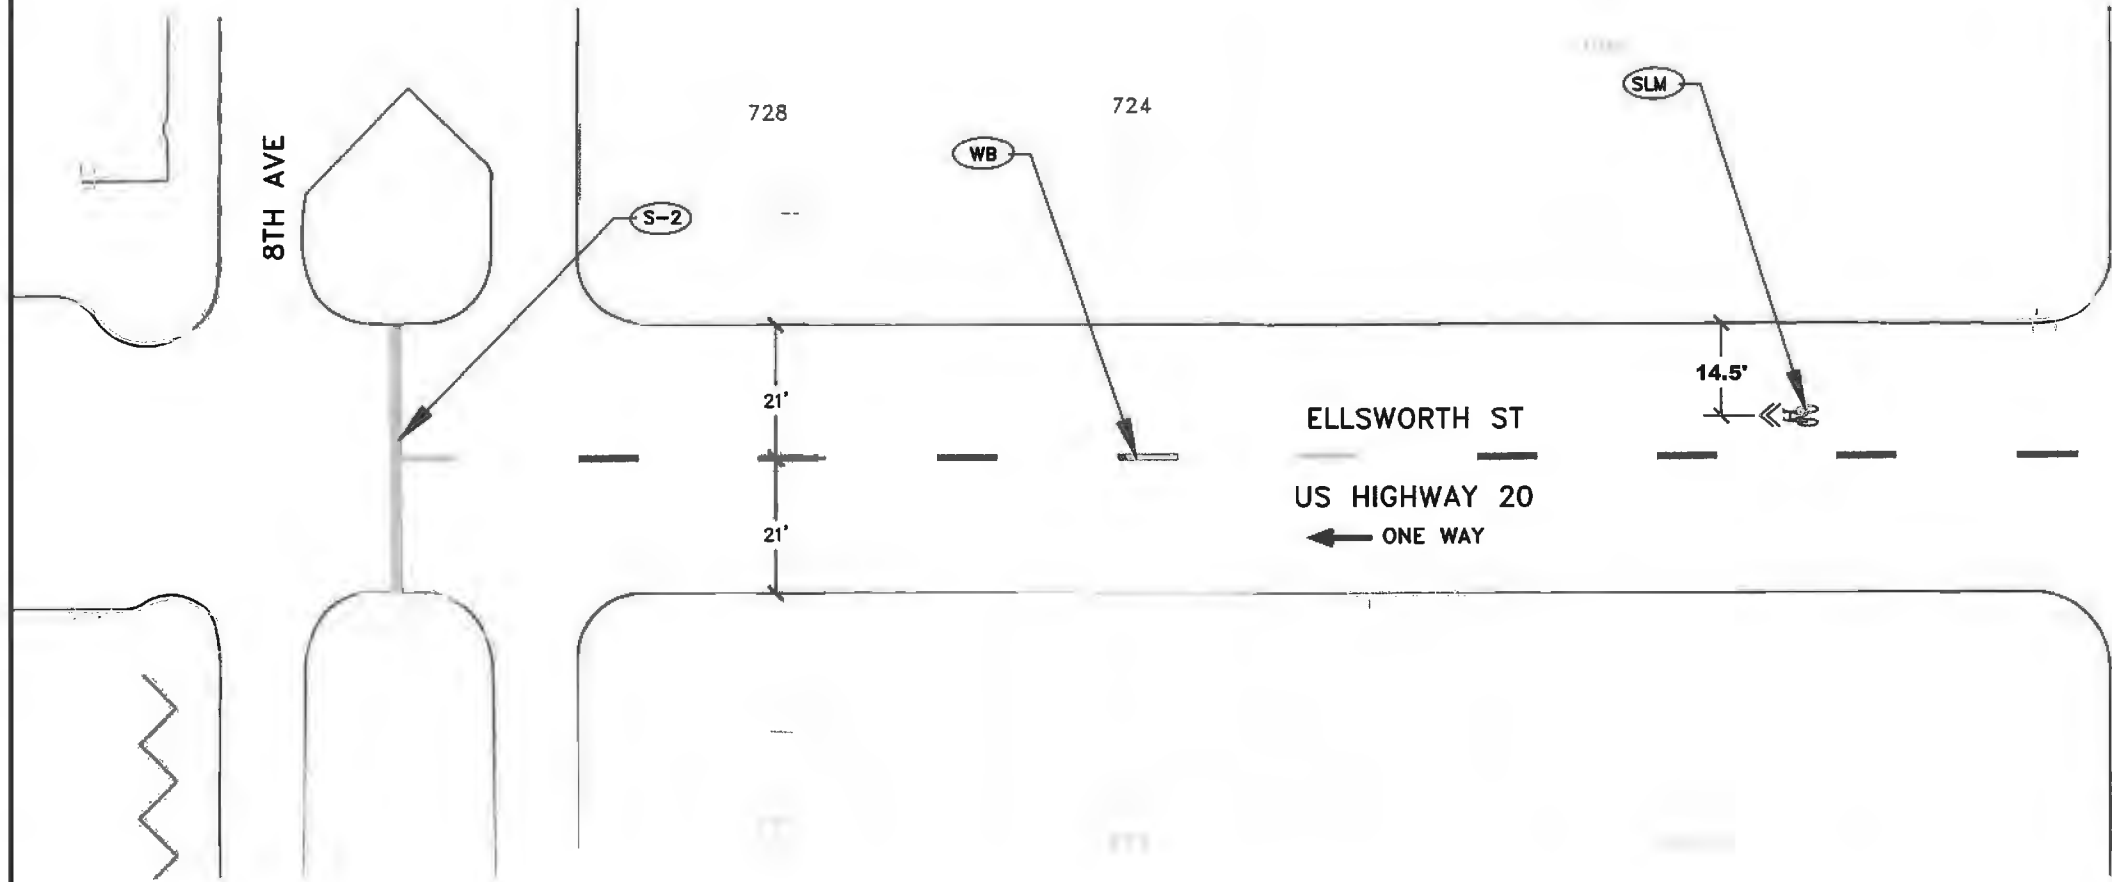 SLM
728
724
WB
8TH AVE
S-2
14.5'
21'
ELLSWORTH ST
US HIGHWAY 20
21'
ONE WAY